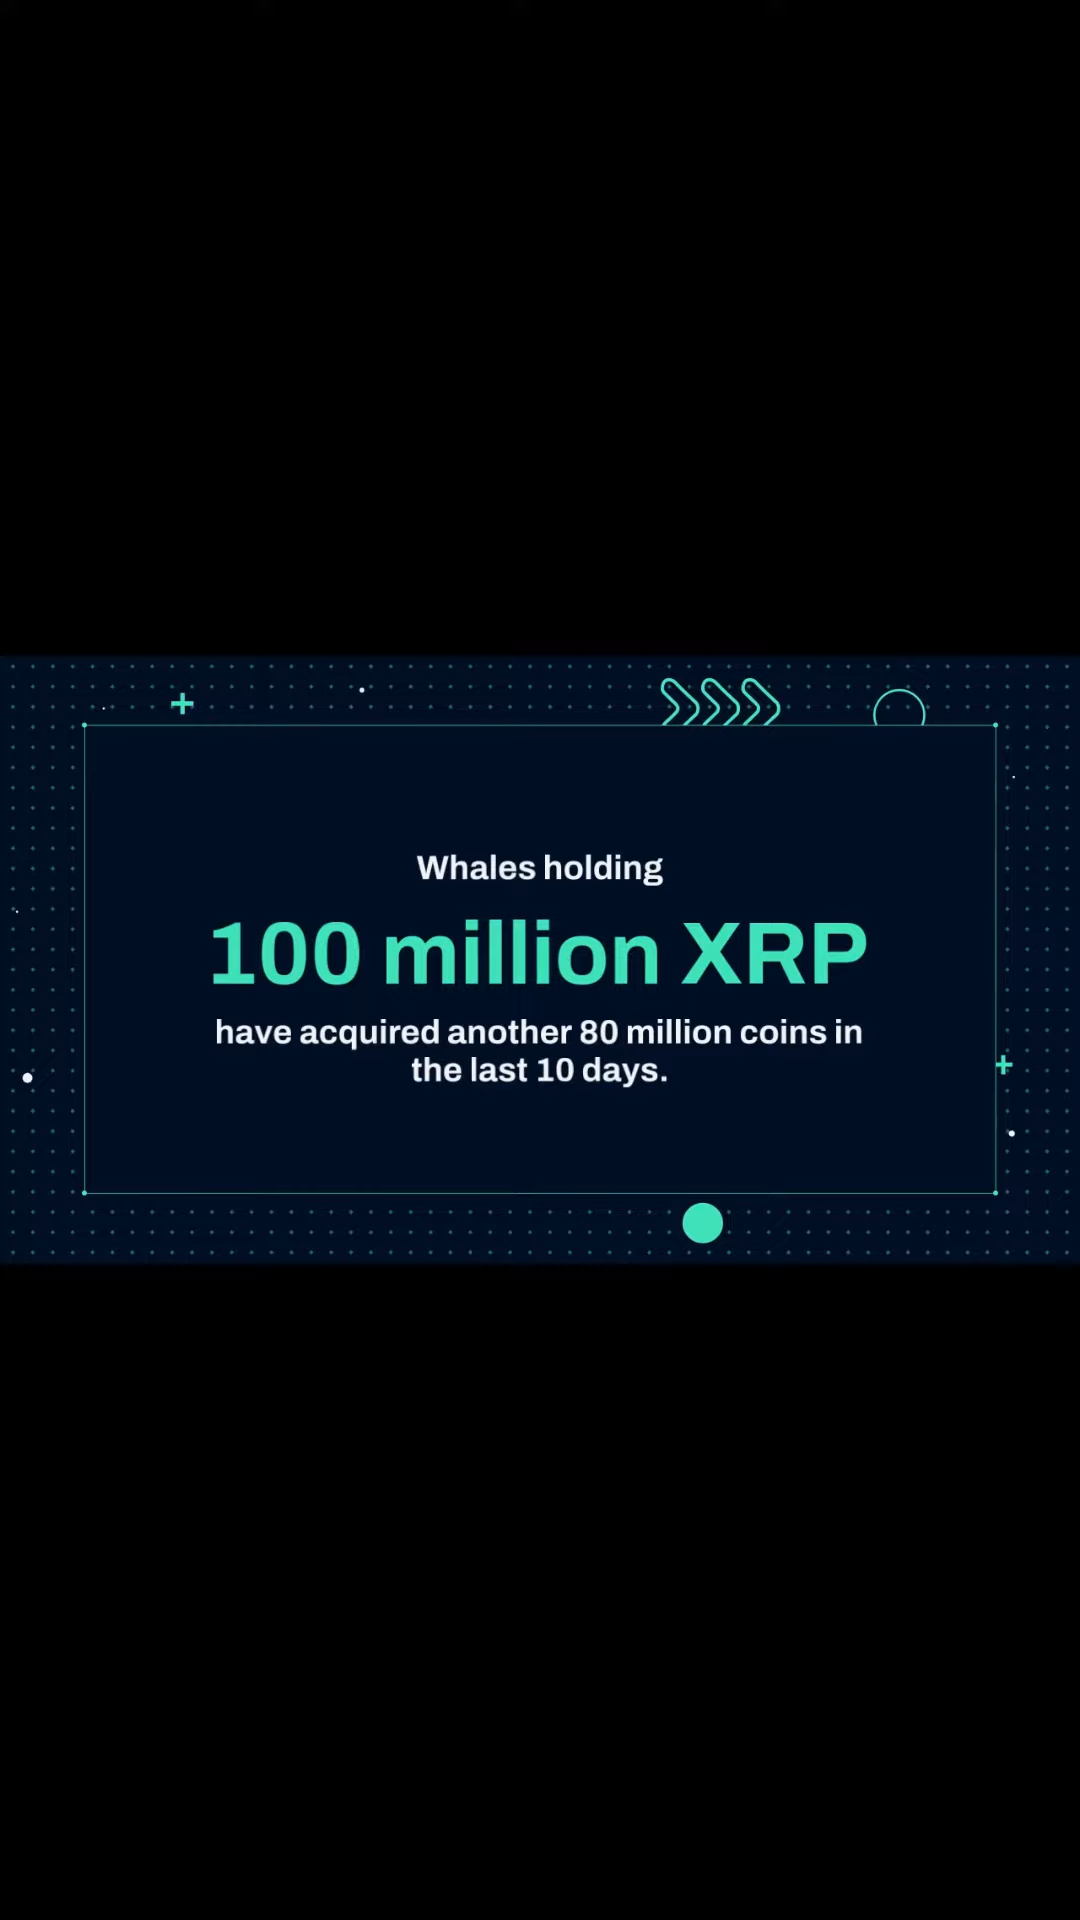 Whales holding
100 million XRP
have acquired another 80 million coins in
the last 10 days.